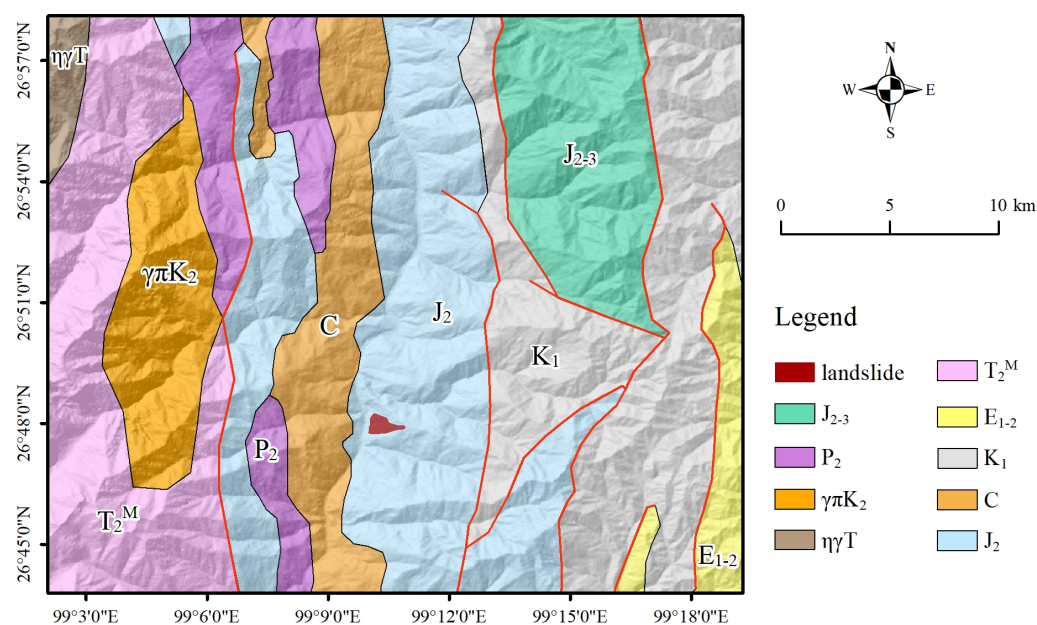 ηγT
γπK₂
T₂ᴹ
P₂
C
J₂
J₂₋₃
K₁
E₁₋₂
26°57'0"N
26°54'0"N
26°51'0"N
26°48'0"N
26°45'0"N
99°3'0"E
99°6'0"E
99°9'0"E
99°12'0"E
99°15'0"E
99°18'0"E
N
W E
S
0 5 10 km
Legend
landslide
J₂₋₃
P₂
γπK₂
ηγT
T₂ᴹ
E₁₋₂
K₁
C
J₂